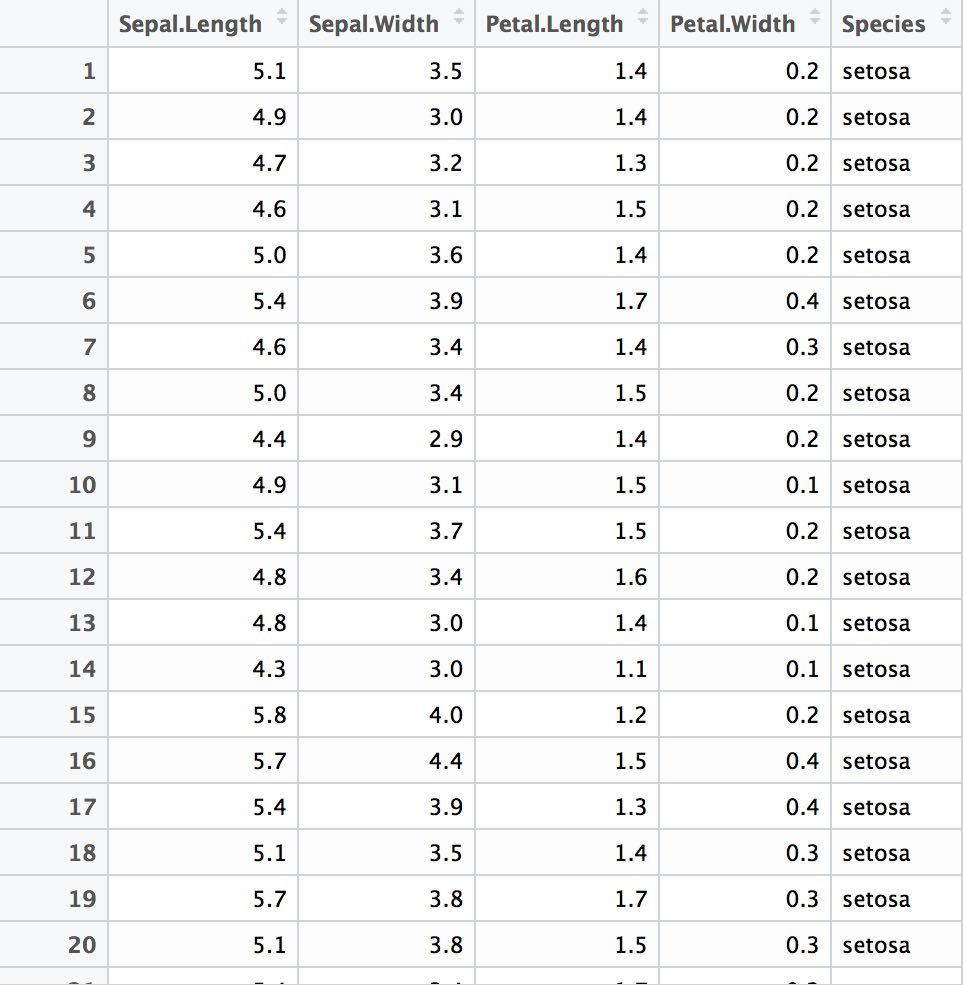 Sepal.Length Sepal.Width Petal.Length Petal.Width Species
1 5.1 3.5 1.4 0.2 setosa
2 4.9 3.0 1.4 0.2 setosa
3 4.7 3.2 1.3 0.2 setosa
4 4.6 3.1 1.5 0.2 setosa
5 5.0 3.6 1.4 0.2 setosa
6 5.4 3.9 1.7 0.4 setosa
7 4.6 3.4 1.4 0.3 setosa
8 5.0 3.4 1.5 0.2 setosa
9 4.4 2.9 1.4 0.2 setosa
10 4.9 3.1 1.5 0.1 setosa
11 5.4 3.7 1.5 0.2 setosa
12 4.8 3.4 1.6 0.2 setosa
13 4.8 3.0 1.4 0.1 setosa
14 4.3 3.0 1.1 0.1 setosa
15 5.8 4.0 1.2 0.2 setosa
16 5.7 4.4 1.5 0.4 setosa
17 5.4 3.9 1.3 0.4 setosa
18 5.1 3.5 1.4 0.3 setosa
19 5.7 3.8 1.7 0.3 setosa
20 5.1 3.8 1.5 0.3 setosa